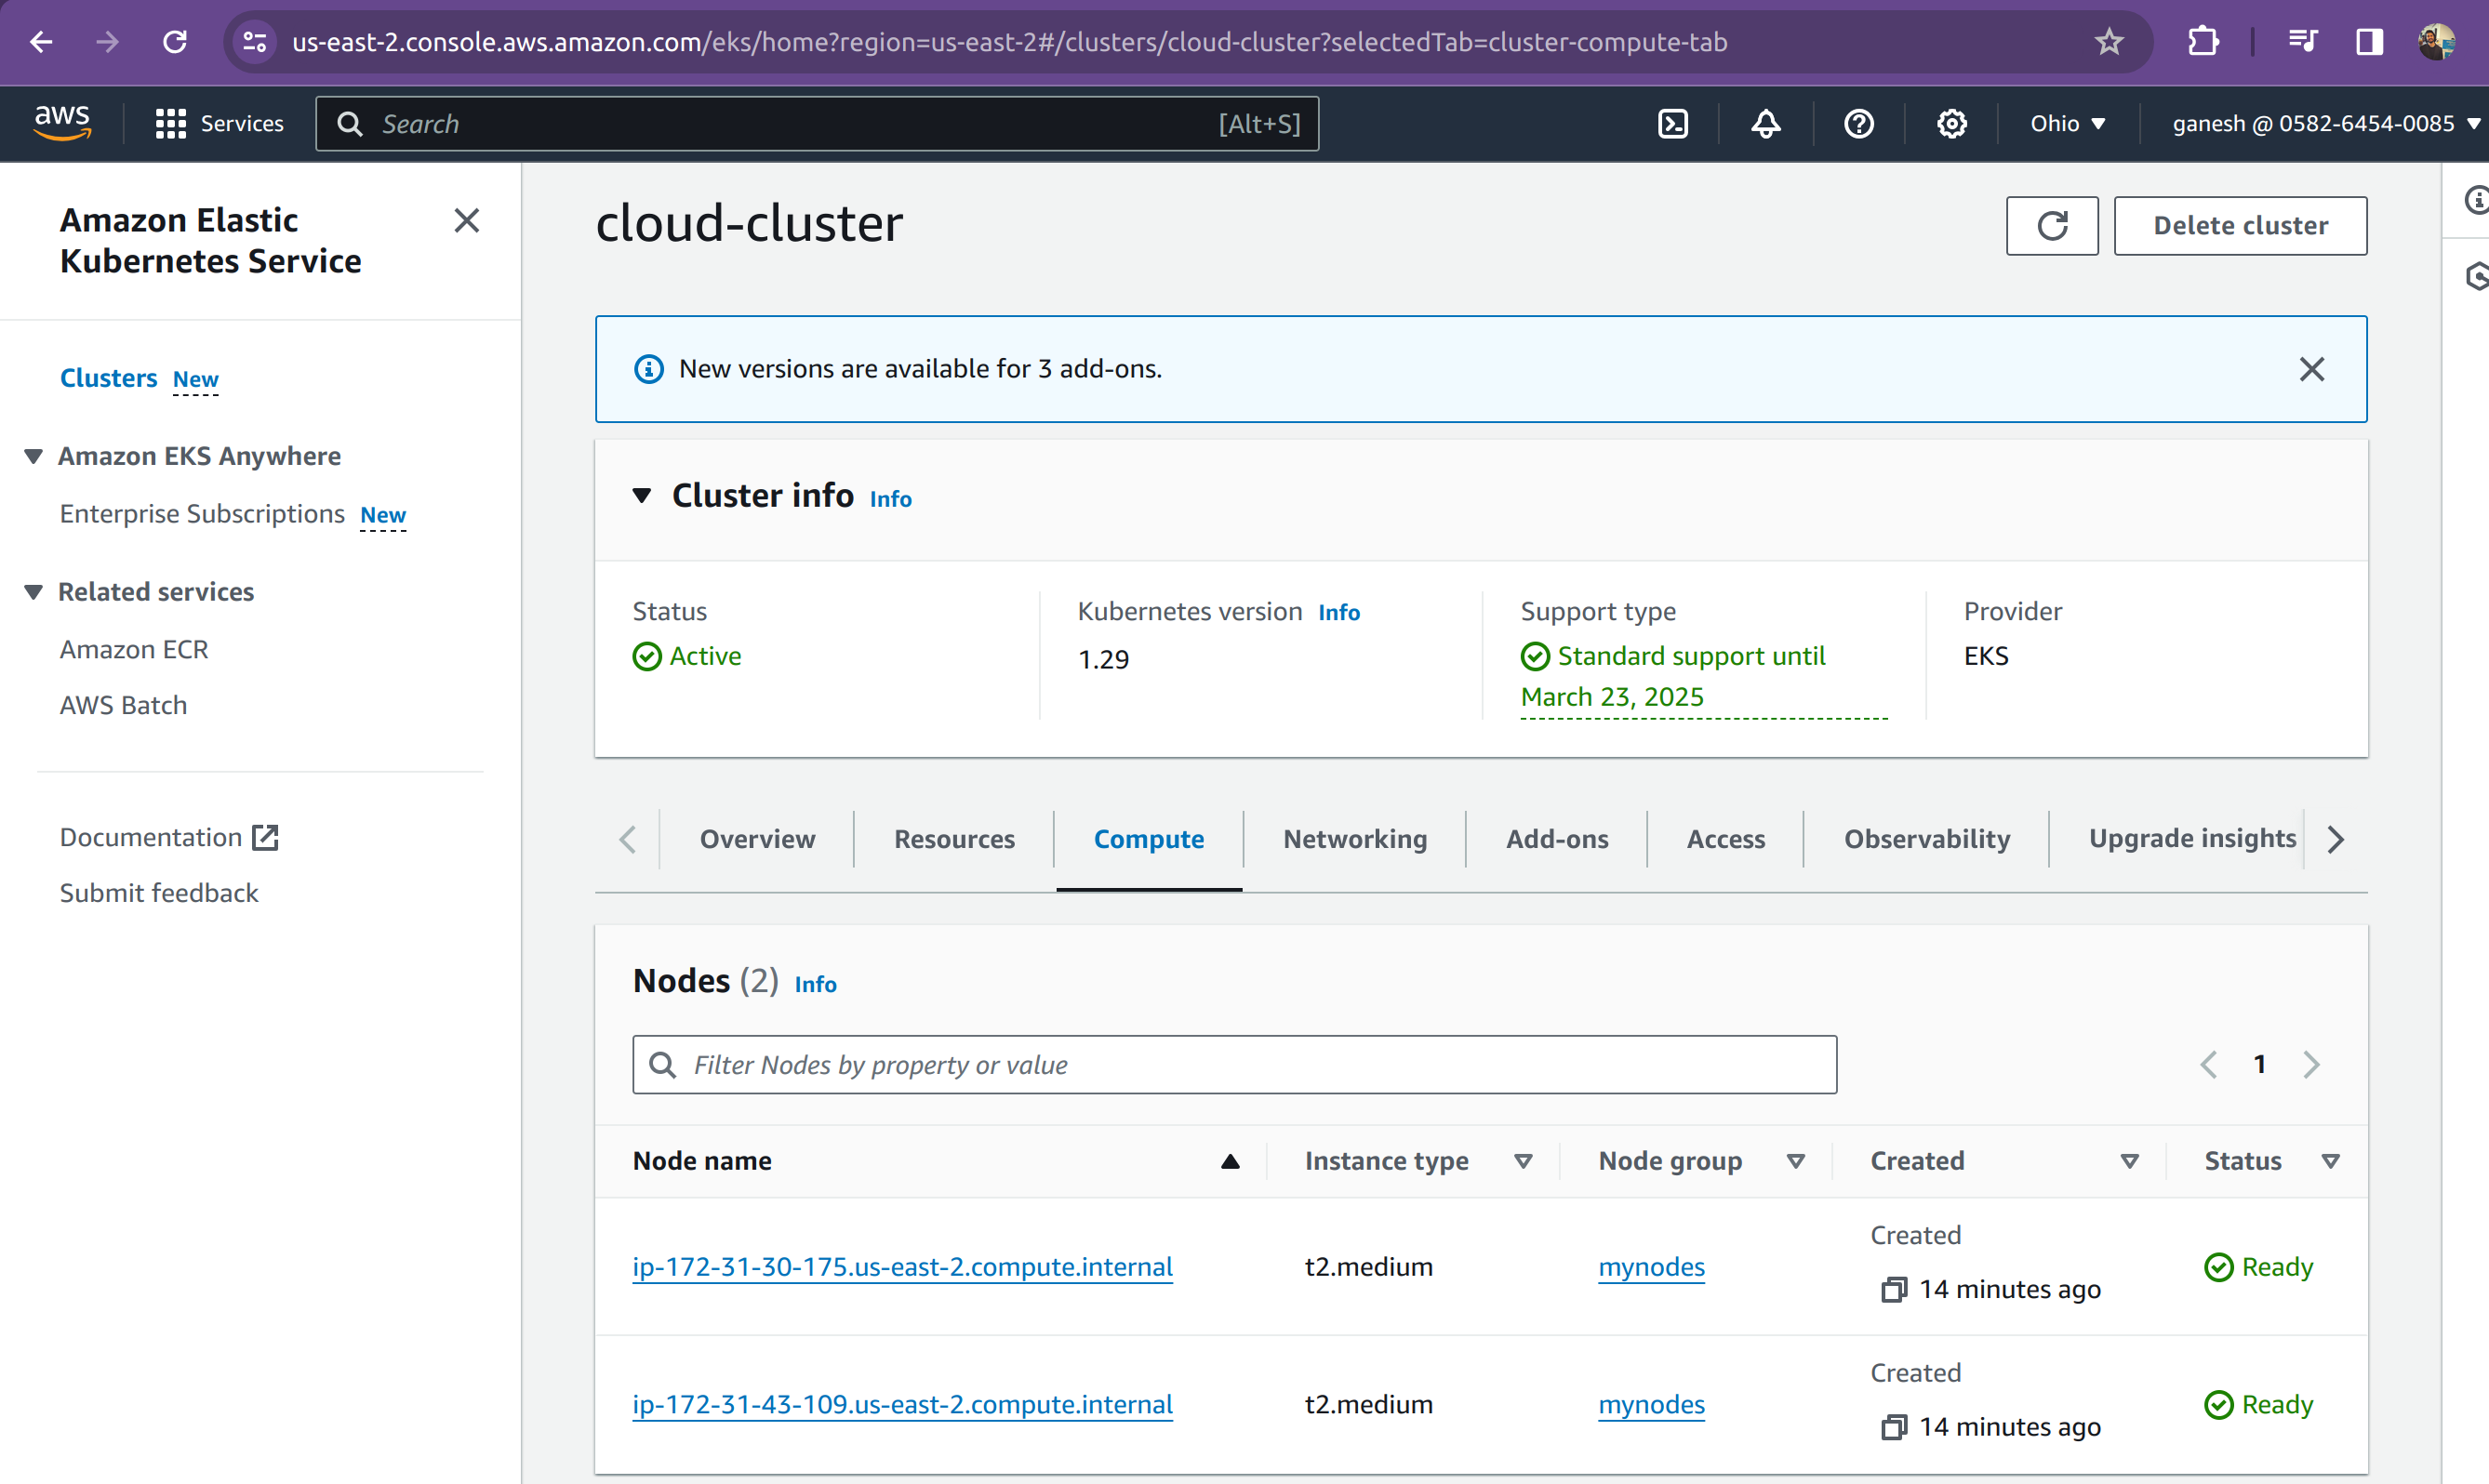 us-east-2.console.aws.amazon.com/eks/home?region=us-east-2#/clusters/cloud-cluster?selectedTab=cluster-compute-tab
aws
Services
Search
[Alt+S]
Ohio
ganesh @ 0582-6454-0085
Amazon Elastic
Kubernetes Service
Clusters New
Amazon EKS Anywhere
Enterprise Subscriptions New
Related services
Amazon ECR
AWS Batch
Documentation
Submit feedback
cloud-cluster
Delete cluster
New versions are available for 3 add-ons.
Cluster info Info
Status
Active
Kubernetes version Info
1.29
Support type
Standard support until
March 23, 2025
Provider
EKS
Overview
Resources
Compute
Networking
Add-ons
Access
Observability
Upgrade insights
Nodes (2) Info
Filter Nodes by property or value
1
Node name
Instance type
Node group
Created
Status
ip-172-31-30-175.us-east-2.compute.internal
t2.medium
mynodes
Created
14 minutes ago
Ready
ip-172-31-43-109.us-east-2.compute.internal
t2.medium
mynodes
Created
14 minutes ago
Ready